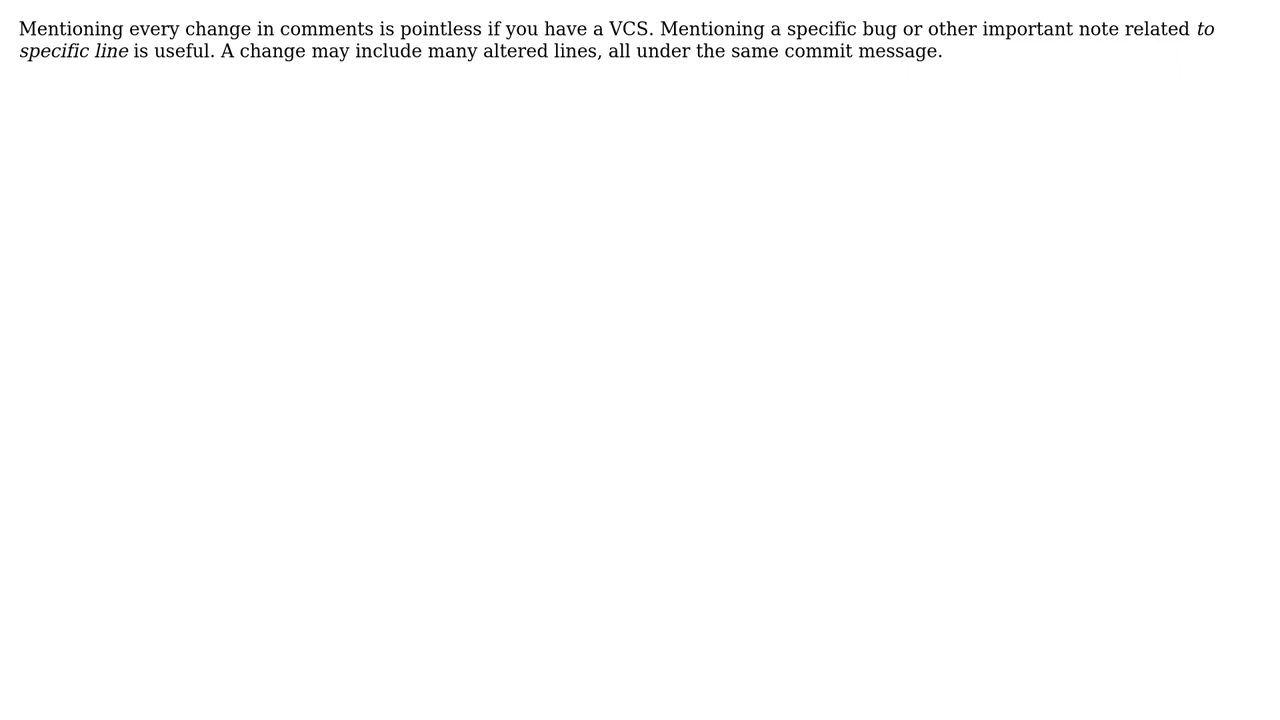 Mentioning every change in comments is pointless if you have a VCS. Mentioning a specific bug or other important note related to
specific line is useful. A change may include many altered lines, all under the same commit message.